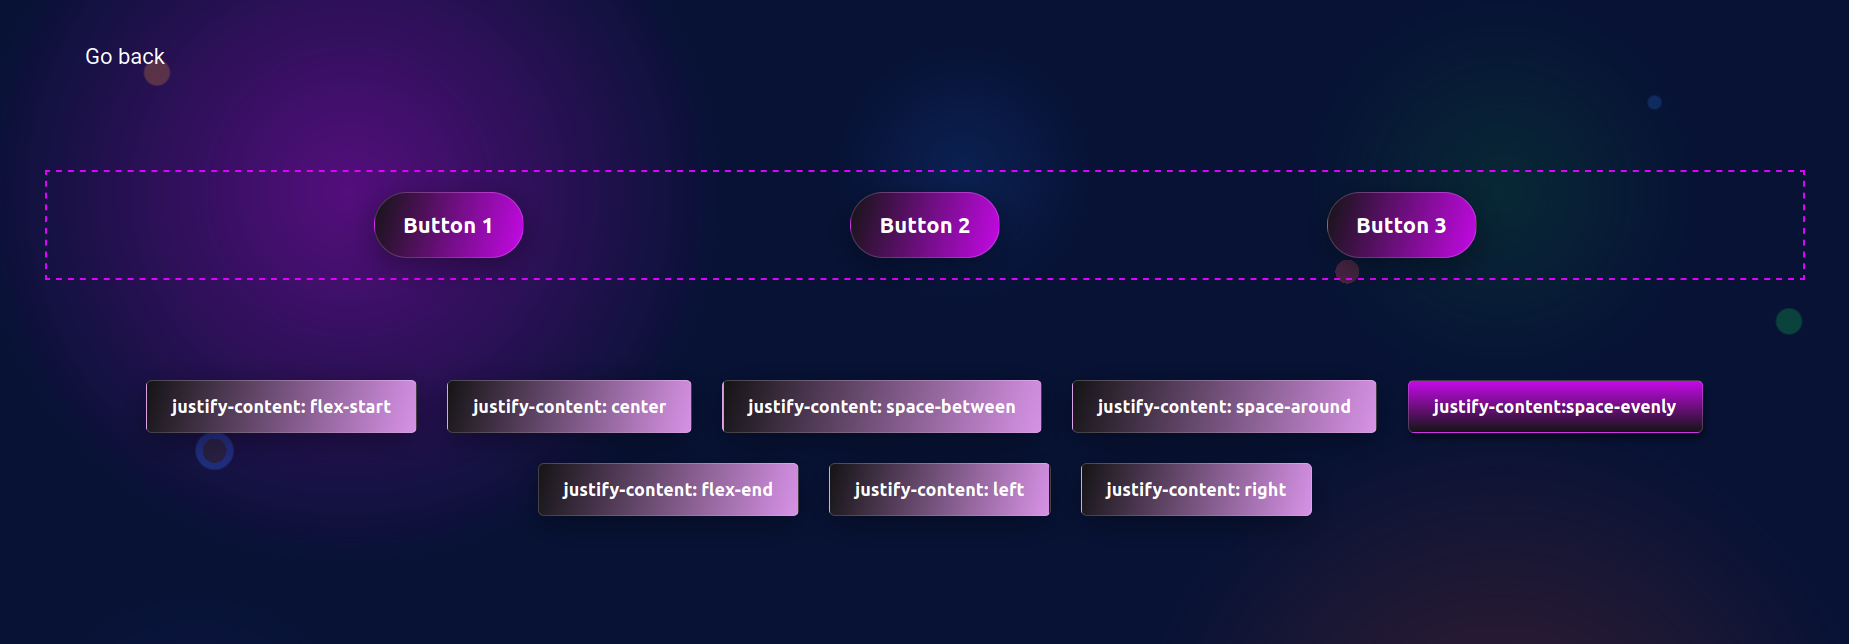 Go back
Button 1 Button 2 Button 3
justify-content: flex-start justify-content: center justify-content: space-between justify-content: space-around justify-content:space-evenly
justify-content: flex-end justify-content: left justify-content: right